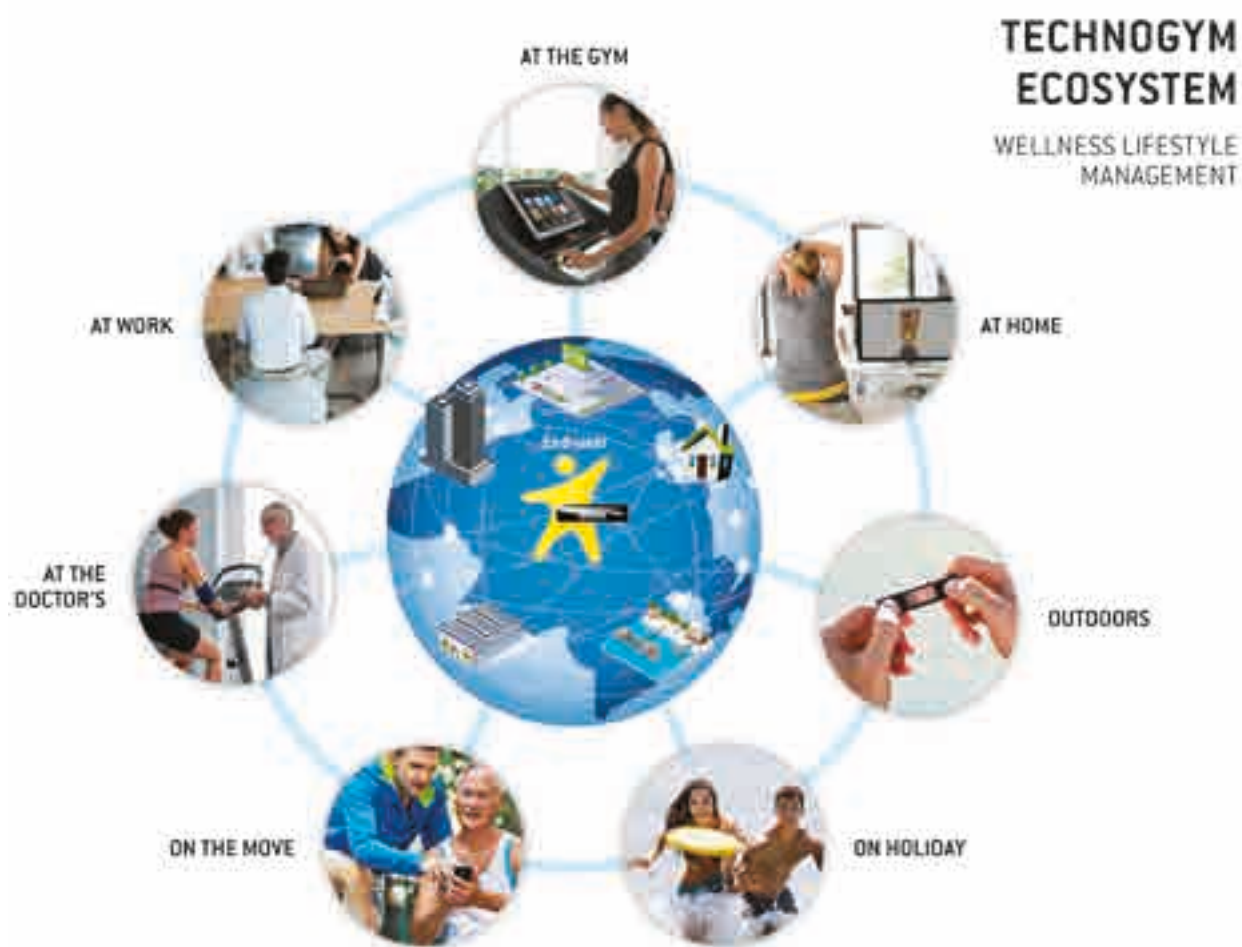 TECHNOGYM
ECOSYSTEM
WELLNESS LIFESTYLE
MANAGEMENT
AT THE GYM
AT WORK
AT HOME
AT THE
DOCTOR'S
OUTDOORS
ON THE MOVE
ON HOLIDAY